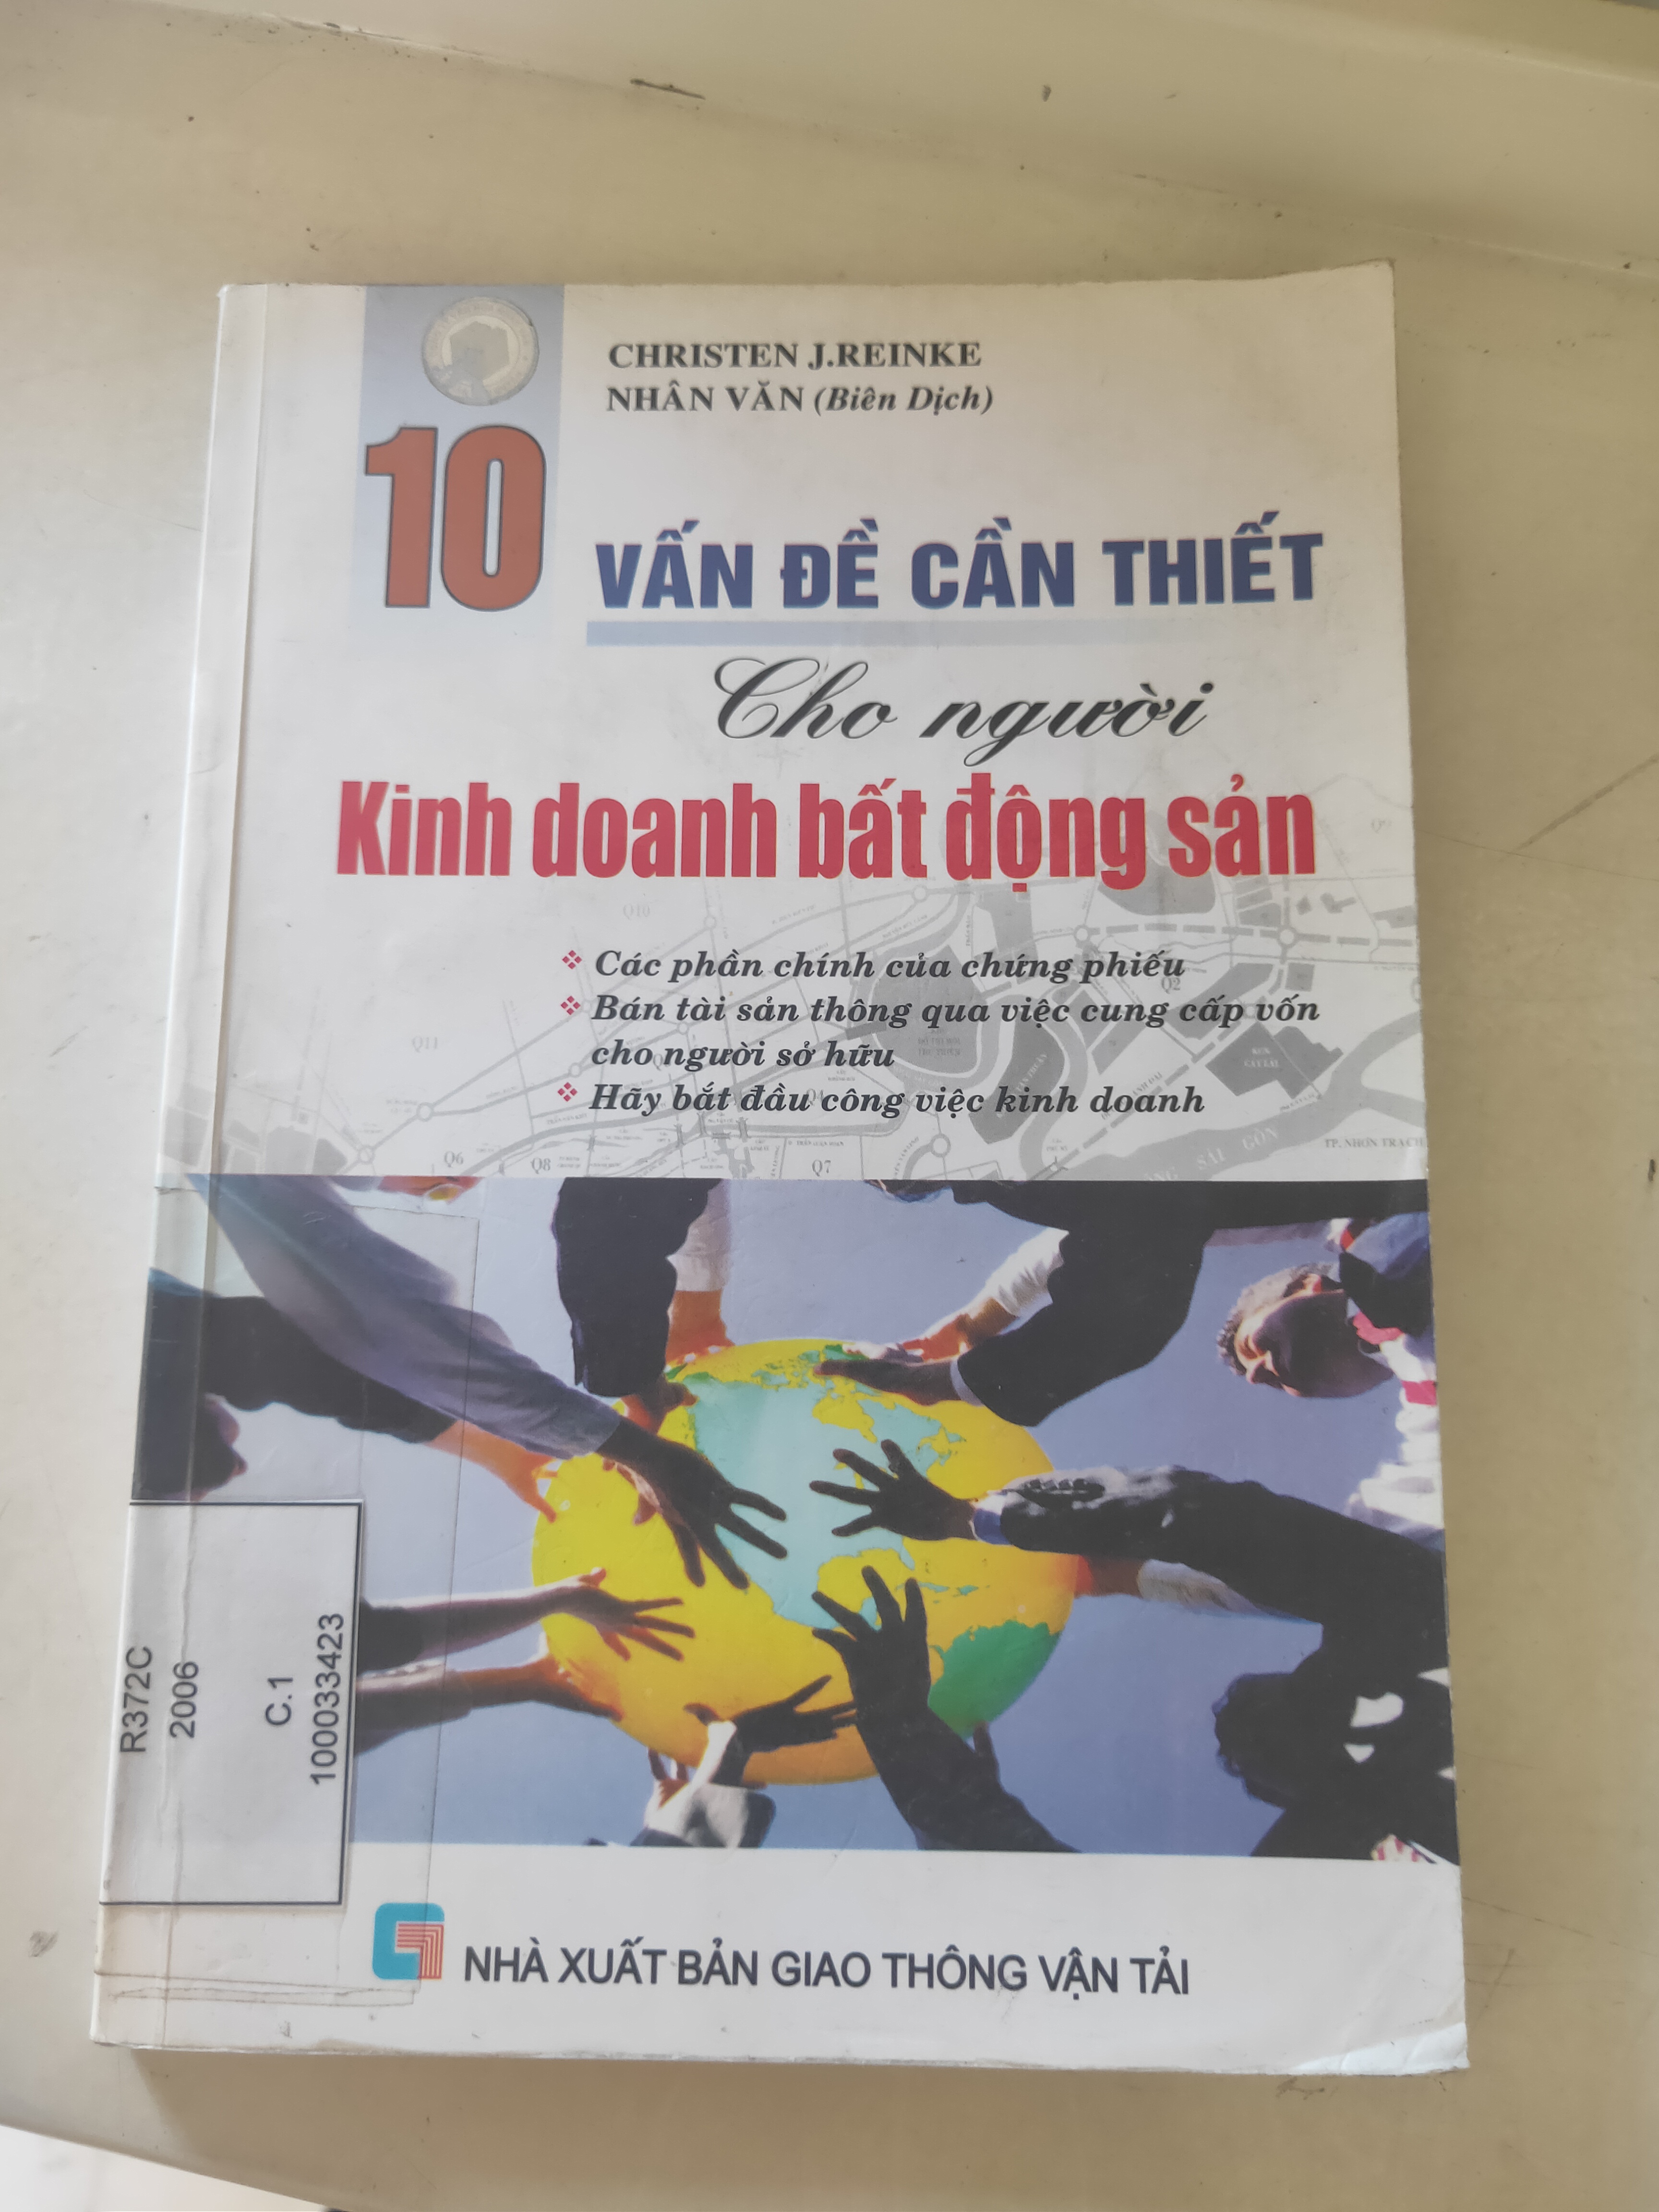 CHRISTEN J.REINKE
NHÂN VĂN (Biên Dịch)
10
VẤN ĐỀ CẦN THIẾT
Cho người
Kinh doanh bất động sản
Các phần chính của chứng phiếu
Bán tài sản thông qua việc cung cấp vốn
cho người sở hữu
Hãy bắt đầu công việc kinh doanh
Q9
Q10
Q2
Q11
Q4
Q6
Q8
Q7
SÀI GÒN
R372C
2006
C.1
100033423
NHÀ XUẤT BẢN GIAO THÔNG VẬN TẢI